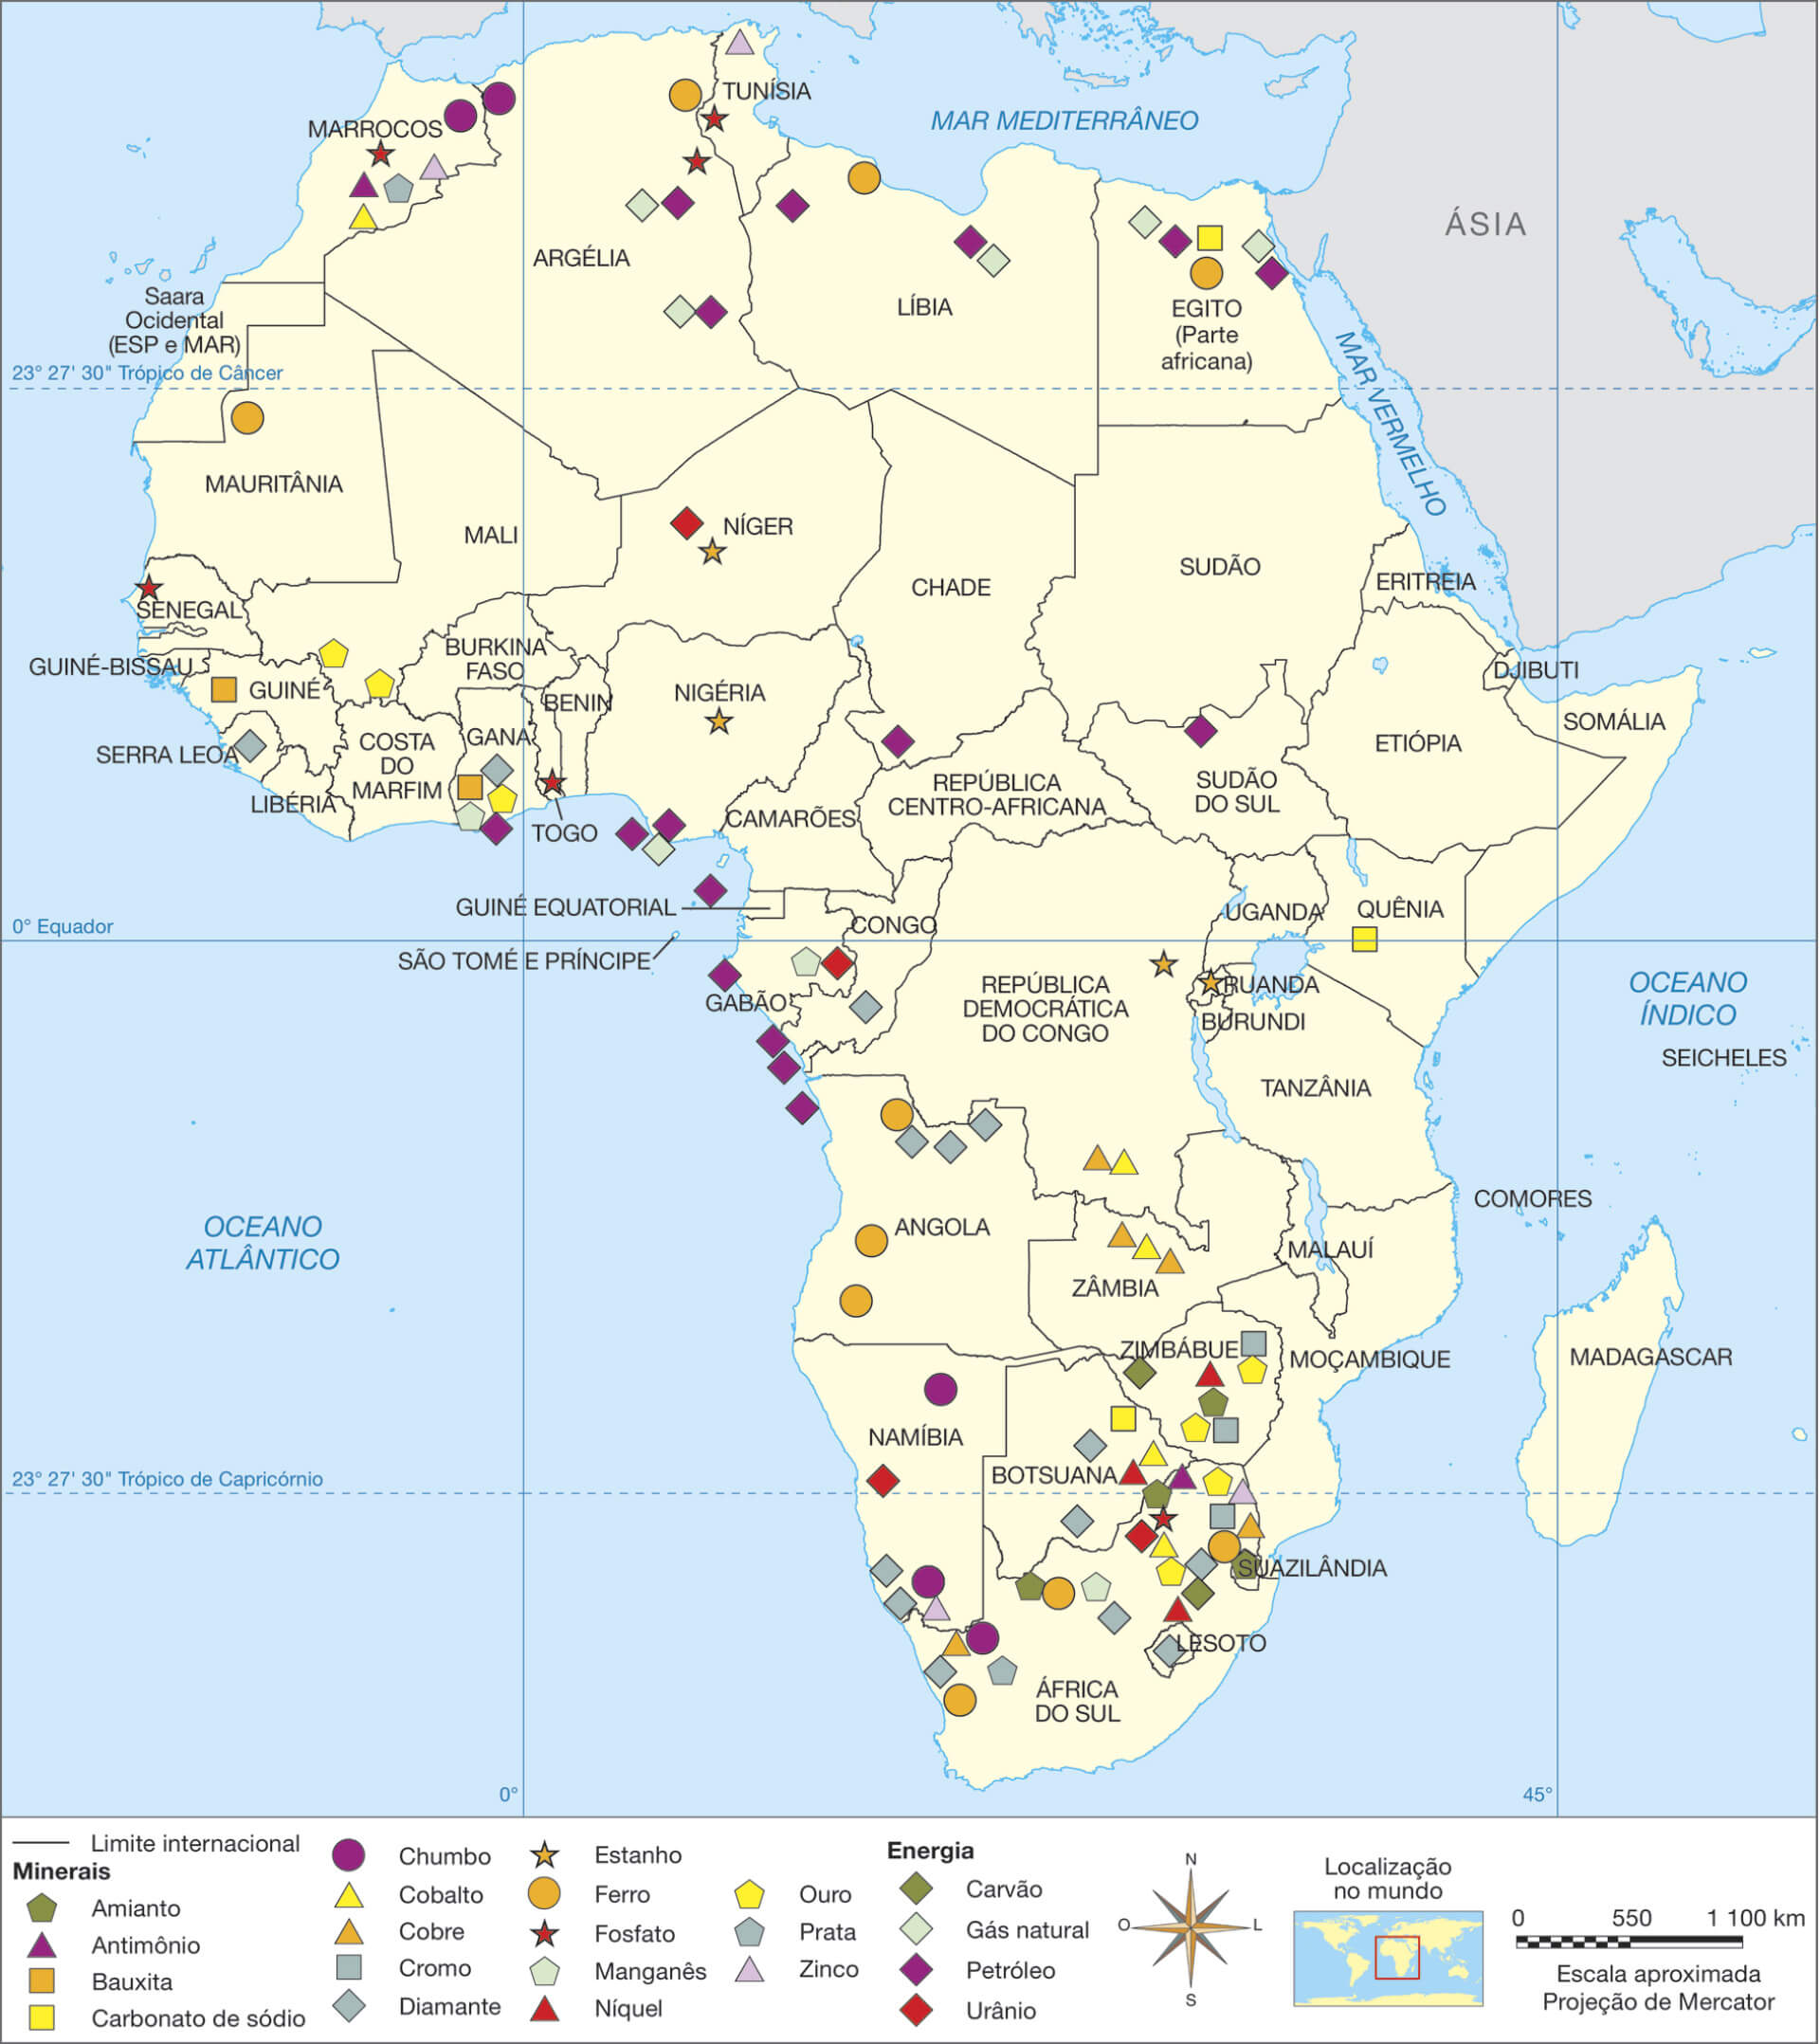 TUNÍSIA
MAR MEDITERRÂNEO
MARROCOS
ÁSIA
ARGÉLIA
LÍBIA
EGITO
(Parte
africana)
Saara
Ocidental
(ESP e MAR)
MAR VERMELHO
23° 27' 30" Trópico de Câncer
MAURITÂNIA
MALI
NÍGER
CHADE
SUDÃO
ERITREIA
SENEGAL
GUINÉ-BISSAU
GUINÉ
BURKINA
FASO
BENIN
NIGÉRIA
DJIBUTI
SOMÁLIA
SERRA LEOA
COSTA
DO
MARFIM
GANA
ETIÓPIA
LIBÉRIA
TOGO
CAMARÕES
REPÚBLICA
CENTRO-AFRICANA
SUDÃO
DO SUL
GUINÉ EQUATORIAL
CONGO
UGANDA
QUÊNIA
0° Equador
SÃO TOMÉ E PRÍNCIPE
GABÃO
REPÚBLICA
DEMOCRÁTICA
DO CONGO
RUANDA
BURUNDI
OCEANO
ÍNDICO
SEICHELES
TANZÂNIA
COMORES
OCEANO
ATLÂNTICO
ANGOLA
MALAUÍ
ZÂMBIA
ZIMBÁBUE
MOÇAMBIQUE
MADAGASCAR
NAMÍBIA
BOTSUANA
23° 27' 30" Trópico de Capricórnio
SUAZILÂNDIA
LESOTO
ÁFRICA
DO SUL
0°
45°
Limite internacional
Minerais
Amianto
Antimônio
Bauxita
Carbonato de sódio
Chumbo
Cobalto
Cobre
Cromo
Diamante
Estanho
Ferro
Fosfato
Manganês
Níquel
Ouro
Prata
Zinco
Energia
Carvão
Gás natural
Petróleo
Urânio
N
O
L
S
Localização
no mundo
0 550 1 100 km
Escala aproximada
Projeção de Mercator